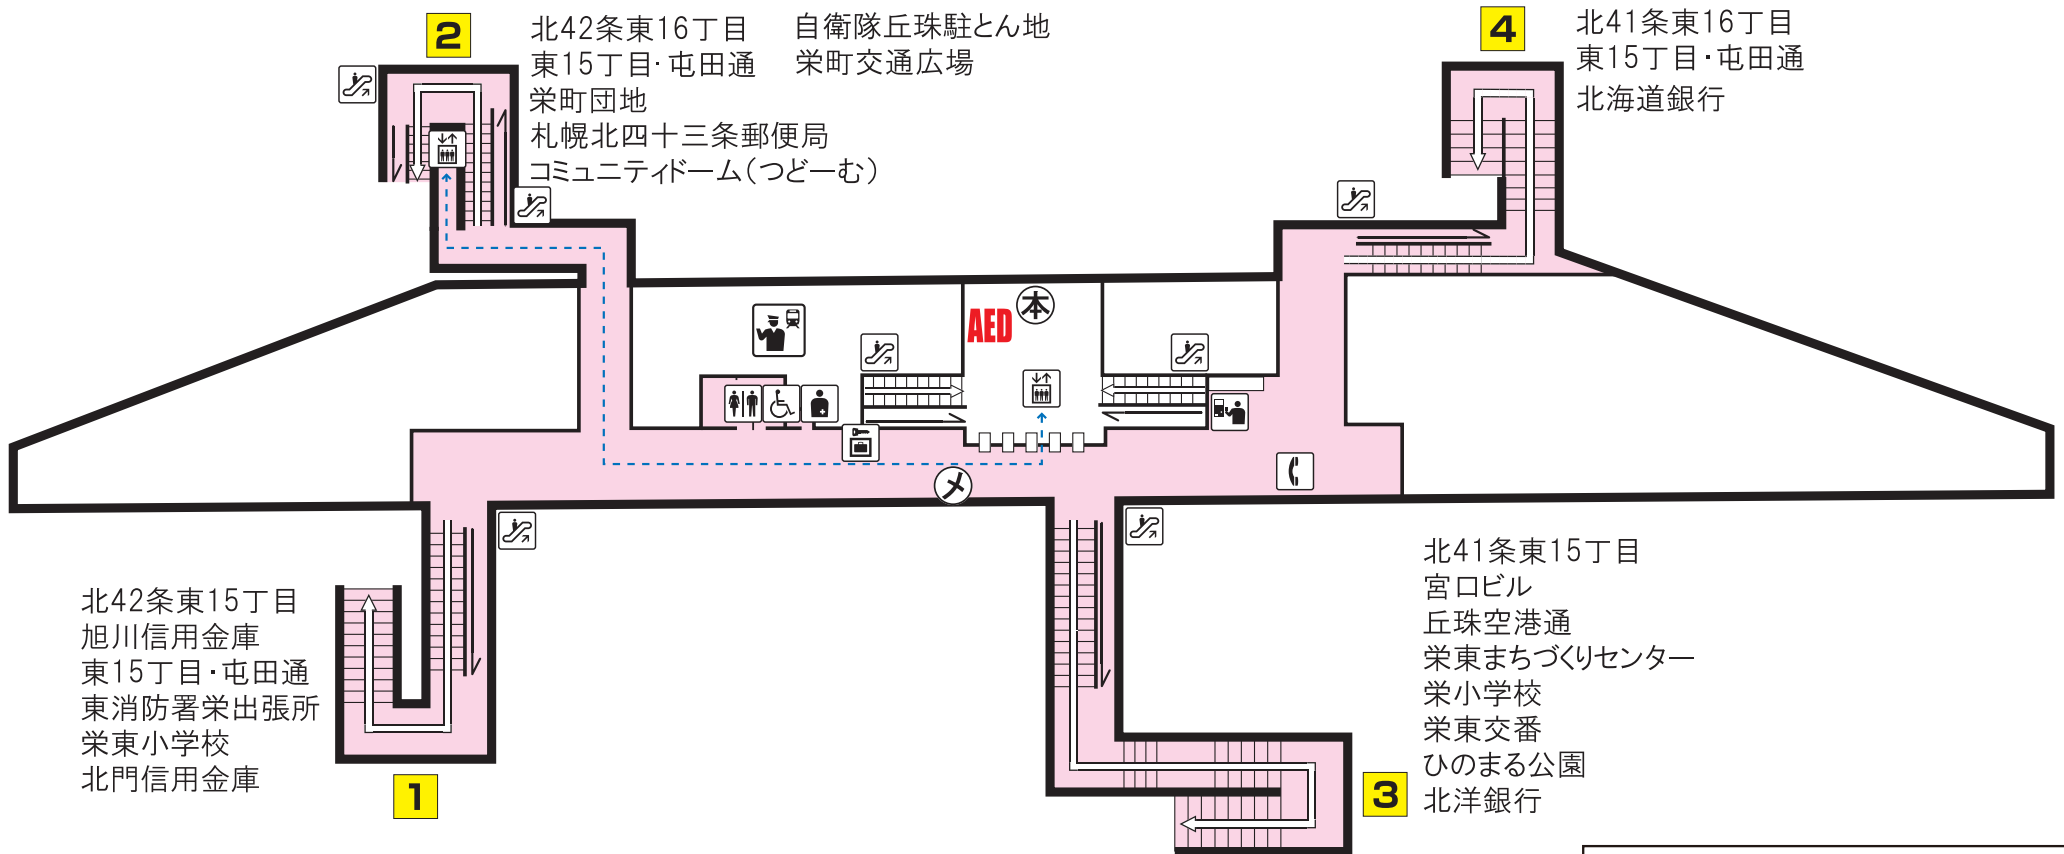 2
北42条東16丁目
東15丁目・屯田通
栄町団地
札幌北四十三条郵便局
コミュニティドーム(つどーむ)
自衛隊丘珠駐とん地
栄町交通広場
4
北41条東16丁目
東15丁目・屯田通
北海道銀行
AED
本
メ
北42条東15丁目
旭川信用金庫
東15丁目・屯田通
東消防署栄出張所
栄東小学校
北門信用金庫
1
北41条東15丁目
宮口ビル
丘珠空港通
栄東まちづくりセンター
栄小学校
栄東交番
ひのまる公園
北洋銀行
3